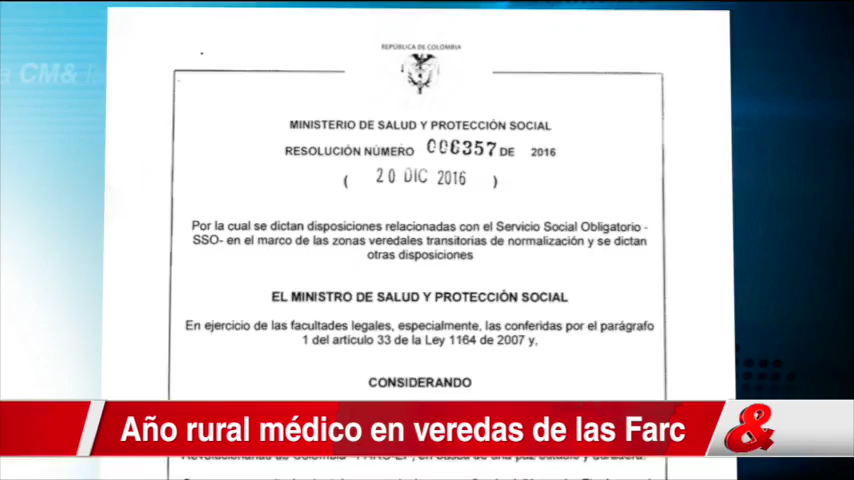 a CM& la
REPÚBLICA DE COLOMBIA
MINISTERIO DE SALUD Y PROTECCIÓN SOCIAL
RESOLUCIÓN NÚMERO 006357 DE 2016
( 20 DIC 2016 )
Por la cual se dictan disposiciones relacionadas con el Servicio Social Obligatorio -
SSO- en el marco de las zonas veredales transitorias de normalización y se dictan
otras disposiciones
EL MINISTRO DE SALUD Y PROTECCIÓN SOCIAL
En ejercicio de las facultades legales, especialmente, las conferidas por el parágrafo
1 del artículo 33 de la Ley 1164 de 2007 y,
CONSIDERANDO
Año rural médico en veredas de las Farc
&